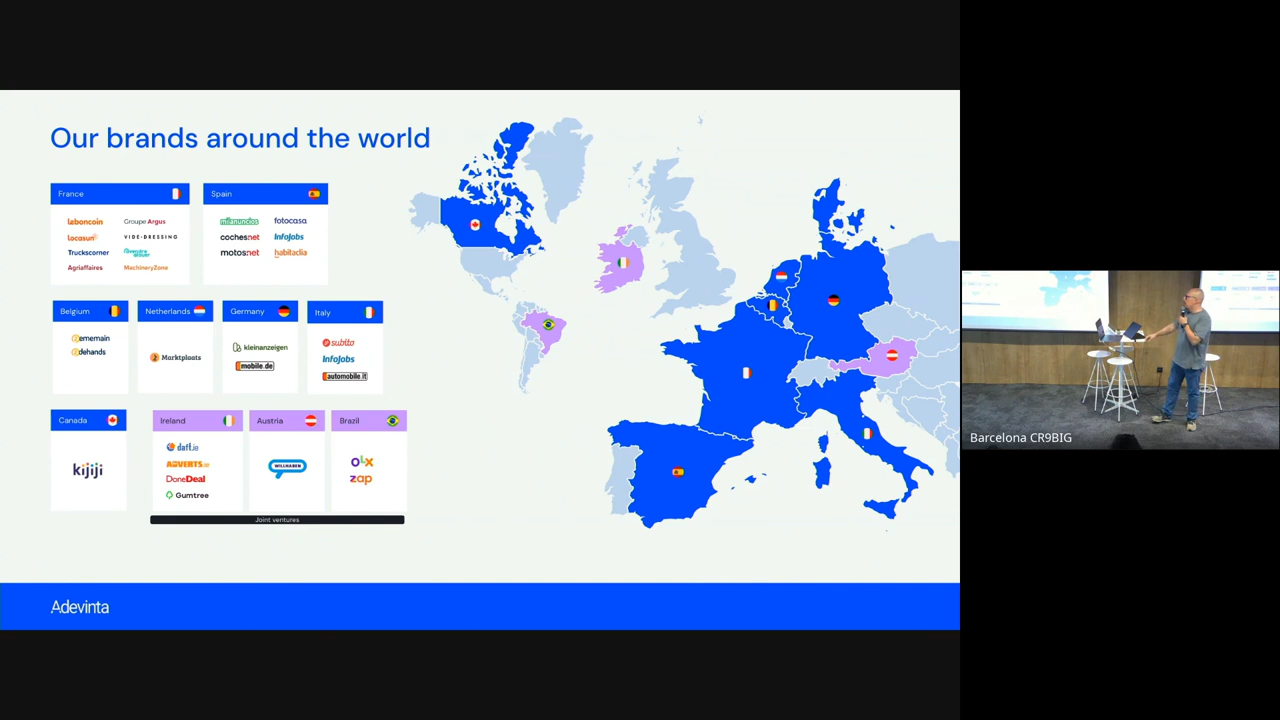 Our brands around the world
France
leboncoin
Groupe Argus
Locasun
VIDE-DRESSING
Truckscorner
Agriaffaires
MachineryZone
Spain
milanuncios
fotocasa
coches.net
InfoJobs
motos.net
habitaclia
Belgium
2ememain
2dehands
Netherlands
Marktplaats
Germany
kleinanzeigen
mobile.de
Italy
subito
InfoJobs
automobile.it
Canada
kijiji
Ireland
daft.ie
ADVERTS.ie
DoneDeal
Gumtree
Austria
WILLHABEN
Brazil
OLX
zap
Joint ventures
Adevinta
Barcelona CR9BIG